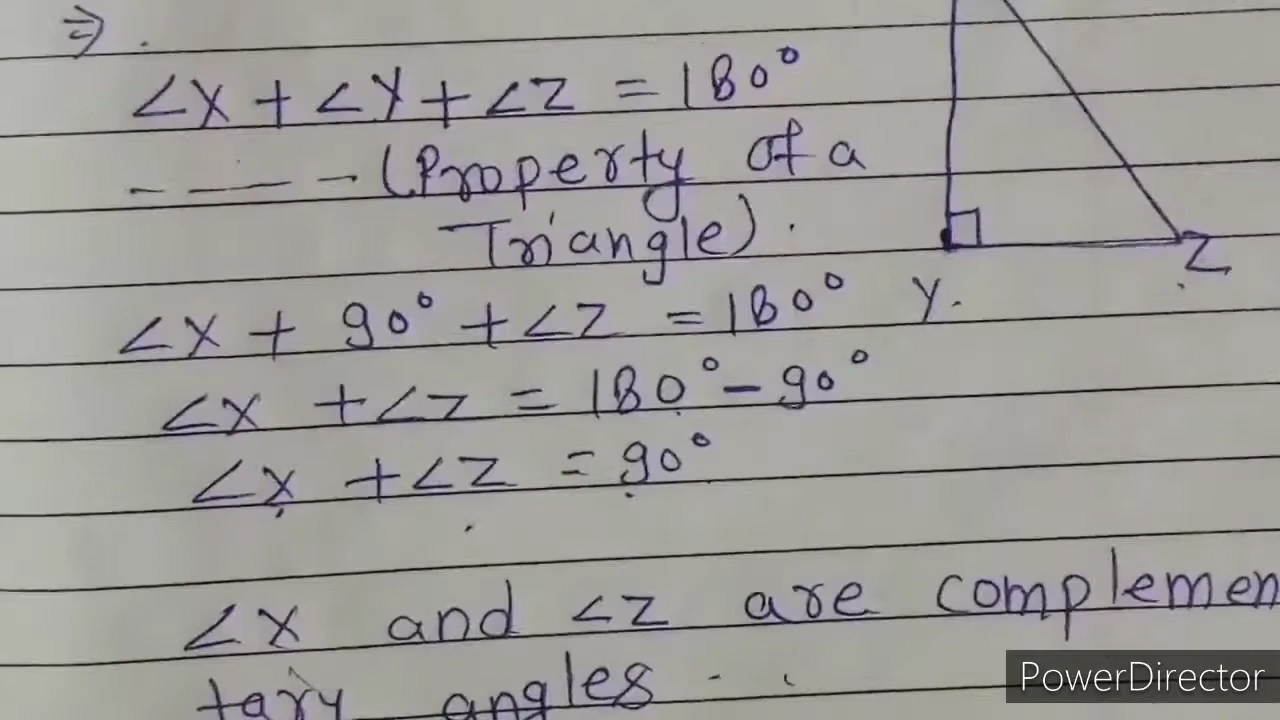 ⇒.
∠X + ∠Y + ∠Z = 180°
----- (Property of a
Triangle).
Z
∠X + 90° + ∠Z = 180° Y.
∠X + ∠Z = 180° - 90°
∠X + ∠Z = 90°
∠X and ∠Z are complemen
tary angles.
PowerDirector